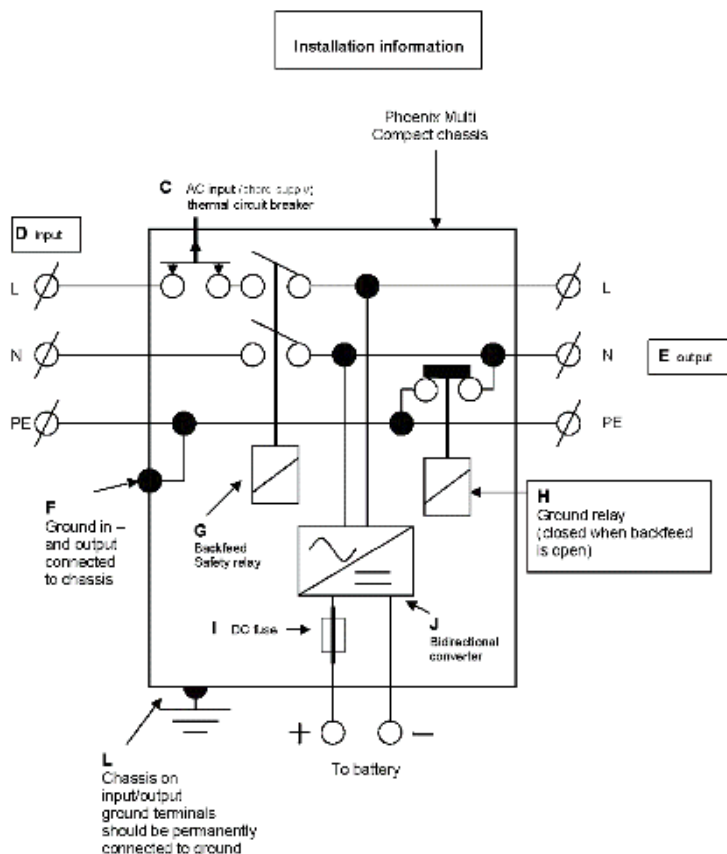 Installation information
Phoenix Multi
Compact chassis
C AC input (shore supply)
thermal circuit breaker
D input
L
L
N
N
E output
PE
PE
F
Ground in –
and output
connected
to chassis
G
Backfeed
Safety relay
H
Ground relay
(closed when backfeed
is open)
I DC fuse
J
Bidirectional
converter
+
–
To battery
L
Chassis on
input/output
ground terminals
should be permanently
connected to ground